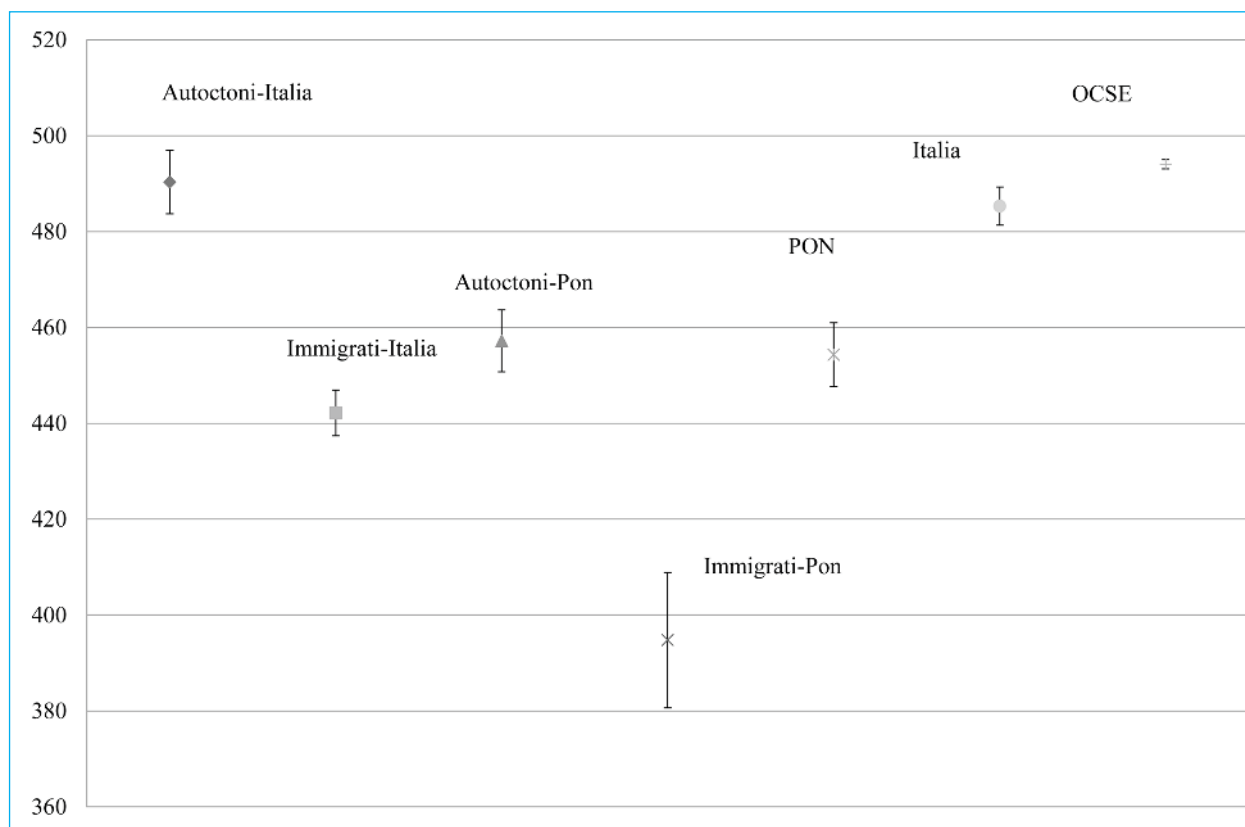 520
500
480
460
440
420
400
380
360
Autoctoni-Italia
Immigrati-Italia
Autoctoni-Pon
Immigrati-Pon
PON
Italia
OCSE